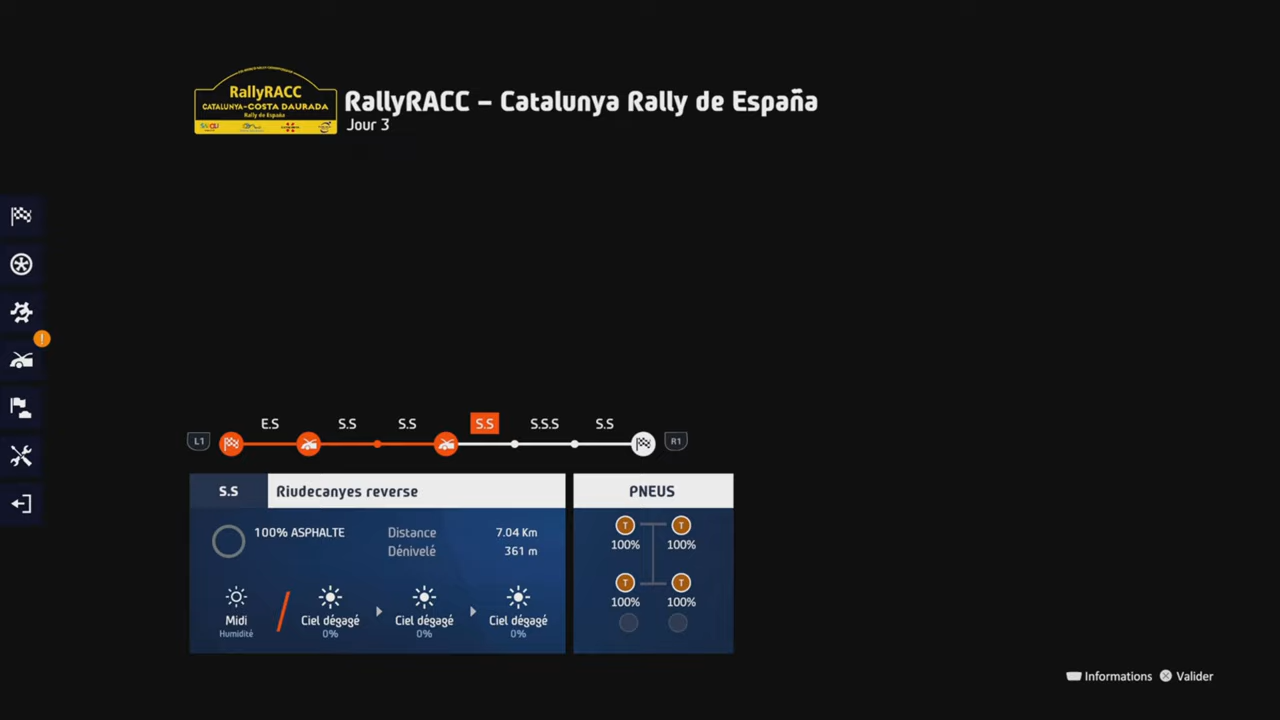 RallyRACC
CATALUNYA-COSTA DAURADA
Rally de España
RallyRACC – Catalunya Rally de España
Jour 3
!
L1 E.S S.S S.S S.S S.S.S S.S R1
S.S Riudecanyes reverse
100% ASPHALTE
Distance 7.04 Km
Dénivelé 361 m
Midi Ciel dégagé Ciel dégagé Ciel dégagé
Humidité 0% 0% 0%
PNEUS
T T
100% 100%
T T
100% 100%
Informations Valider